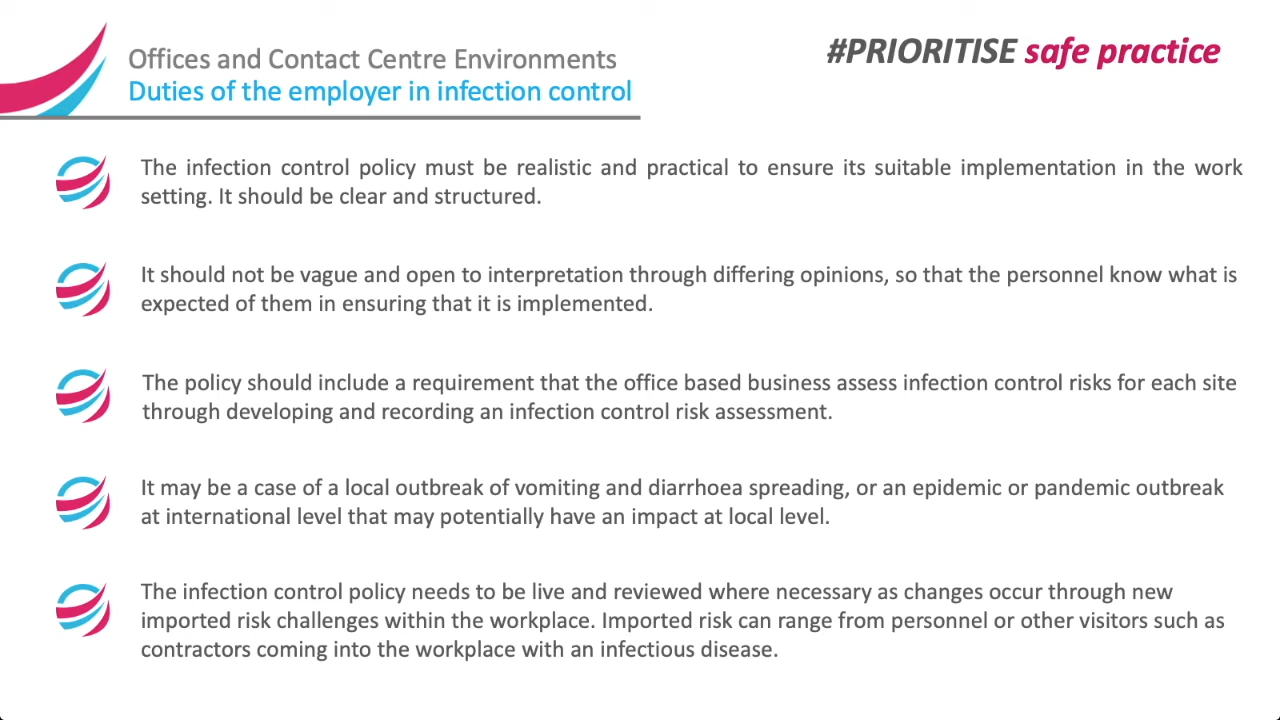 Offices and Contact Centre Environments
Duties of the employer in infection control
#PRIORITISE safe practice
The infection control policy must be realistic and practical to ensure its suitable implementation in the work
setting. It should be clear and structured.
It should not be vague and open to interpretation through differing opinions, so that the personnel know what is
expected of them in ensuring that it is implemented.
The policy should include a requirement that the office based business assess infection control risks for each site
through developing and recording an infection control risk assessment.
It may be a case of a local outbreak of vomiting and diarrhoea spreading, or an epidemic or pandemic outbreak
at international level that may potentially have an impact at local level.
The infection control policy needs to be live and reviewed where necessary as changes occur through new
imported risk challenges within the workplace. Imported risk can range from personnel or other visitors such as
contractors coming into the workplace with an infectious disease.